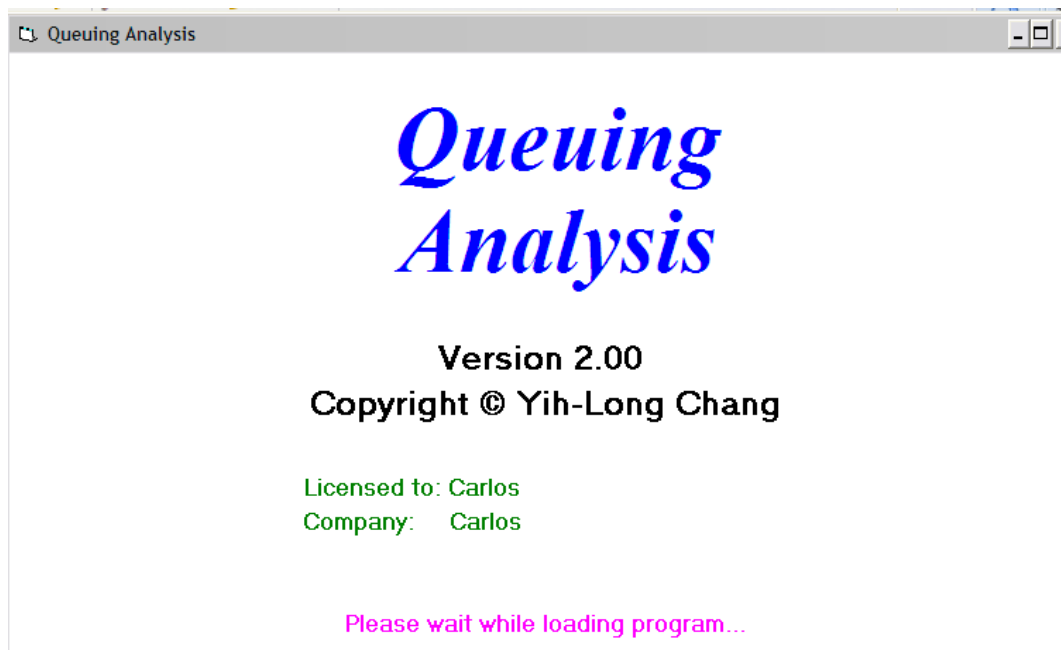 Queuing Analysis
Queuing
Analysis
Version 2.00
Copyright © Yih-Long Chang
Licensed to: Carlos
Company: Carlos
Please wait while loading program...